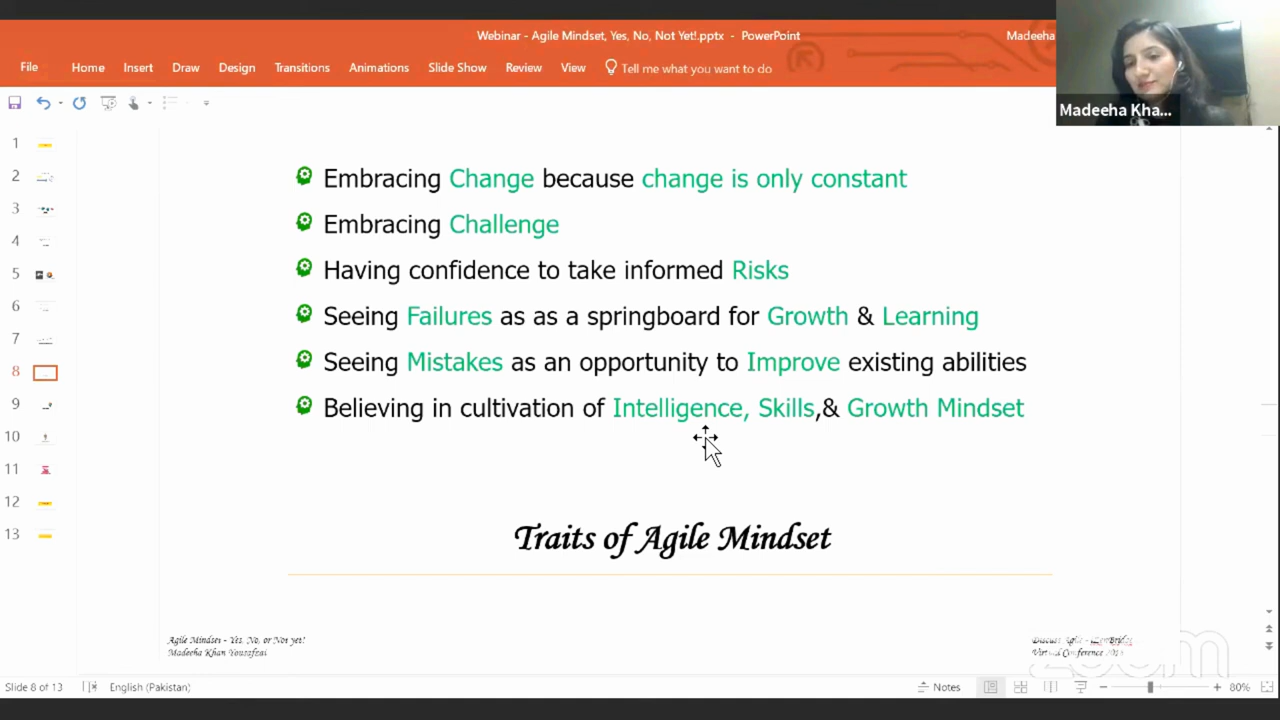 Webinar - Agile Mindset, Yes, No, Not Yet!.pptx - PowerPoint
Madeeha
File Home Insert Draw Design Transitions Animations Slide Show Review View Tell me what you want to do
Madeeha Kha...
1
2
3
4
5
6
7
8
9
10
11
12
13
Embracing Change because change is only constant
Embracing Challenge
Having confidence to take informed Risks
Seeing Failures as as a springboard for Growth & Learning
Seeing Mistakes as an opportunity to Improve existing abilities
Believing in cultivation of Intelligence, Skills,& Growth Mindset
Traits of Agile Mindset
Agile Mindset - Yes, No, or Not yet!
Madeeha Khan Yousafzai
Discuss Agile -
Virtual Conference
zoom
Slide 8 of 13 English (Pakistan) Notes 80%